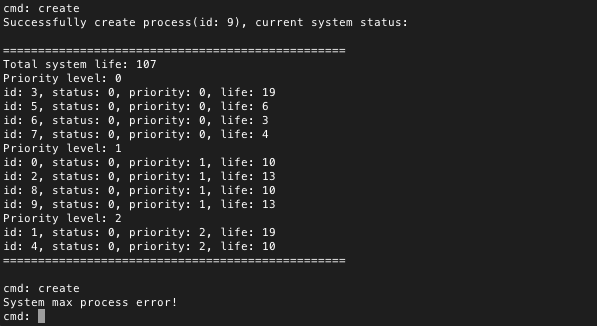 cmd: create
Successfully create process(id: 9), current system status:
=================================================
Total system life: 107
Priority level: 0
id: 3, status: 0, priority: 0, life: 19
id: 5, status: 0, priority: 0, life: 6
id: 6, status: 0, priority: 0, life: 3
id: 7, status: 0, priority: 0, life: 4
Priority level: 1
id: 0, status: 0, priority: 1, life: 10
id: 2, status: 0, priority: 1, life: 13
id: 8, status: 0, priority: 1, life: 10
id: 9, status: 0, priority: 1, life: 13
Priority level: 2
id: 1, status: 0, priority: 2, life: 19
id: 4, status: 0, priority: 2, life: 10
=================================================
cmd: create
System max process error!
cmd: